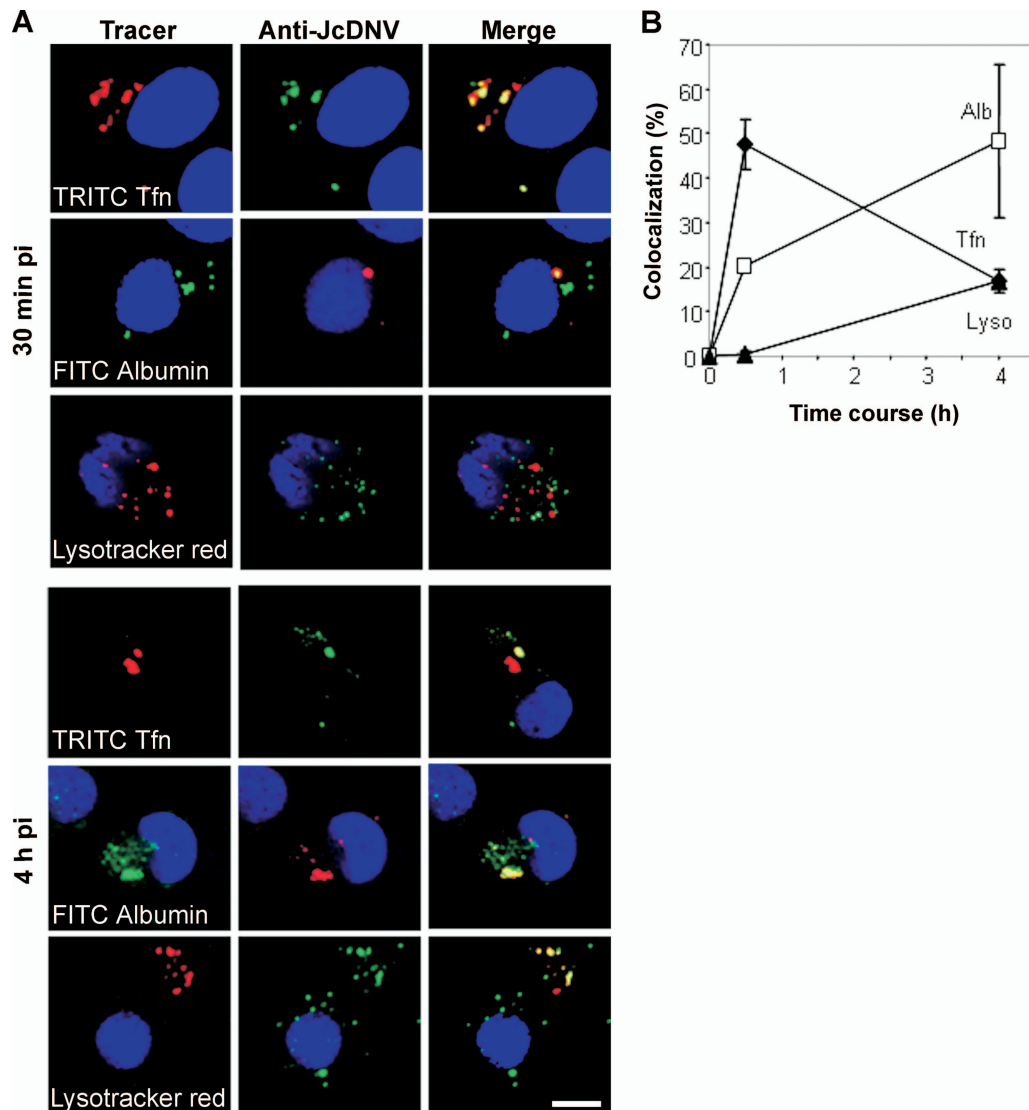 A
Tracer Anti-JcDNV Merge
30 min pi
TRITC Tfn
FITC Albumin
Lysotracker red
4 h pi
TRITC Tfn
FITC Albumin
Lysotracker red
B
Colocalization (%)
70
60
50
40
30
20
10
0
Alb
Tfn
Lyso
0 1 2 3 4
Time course (h)